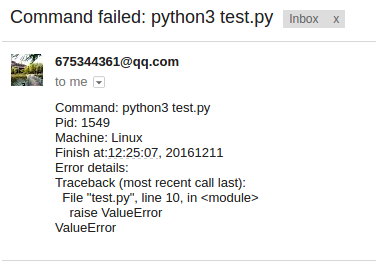 Command failed: python3 test.py Inbox x
675344361@qq.com
to me
Command: python3 test.py
Pid: 1549
Machine: Linux
Finish at:12:25:07, 20161211
Error details:
Traceback (most recent call last):
File "test.py", line 10, in <module>
raise ValueError
ValueError